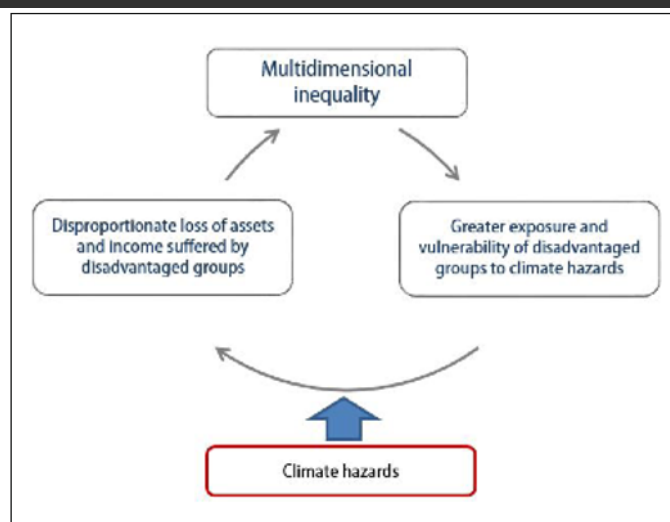 Multidimensional
inequality
Disproportionate loss of assets
and income suffered by
disadvantaged groups
Greater exposure and
vulnerability of disadvantaged
groups to climate hazards
Climate hazards